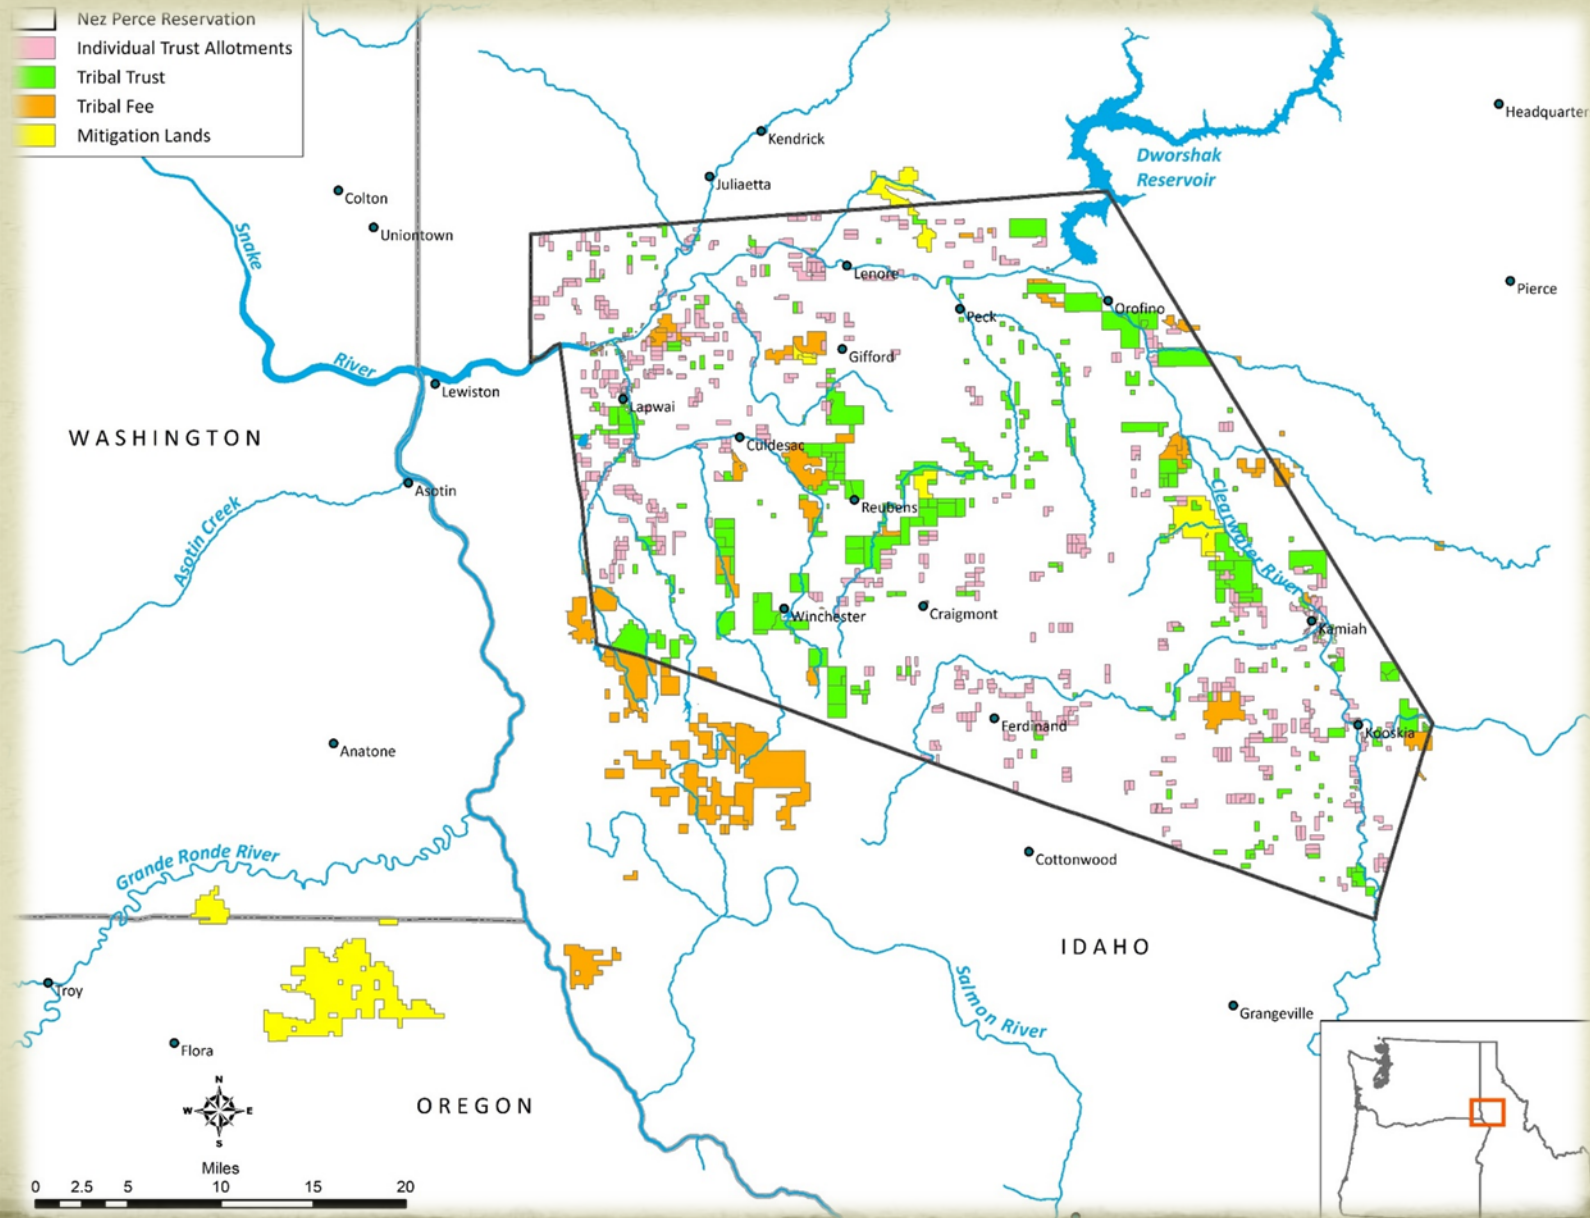 Nez Perce Reservation
Individual Trust Allotments
Tribal Trust
Tribal Fee
Mitigation Lands
Headquarter
Kendrick
Dworshak
Reservoir
Juliaetta
Colton
Uniontown
Snake
Lenore
Pierce
Orofino
Peck
Gifford
River
Lewiston
Lapwai
WASHINGTON
Culdesac
Asotin
Reubens
Clearwater River
Asotin Creek
Winchester
Craigmont
Kamiah
Ferdinand
Kooskia
Anatone
Cottonwood
Grande Ronde River
IDAHO
Troy
Salmon River
Grangeville
Flora
N
W
E
S
OREGON
Miles
0 2.5 5 10 15 20